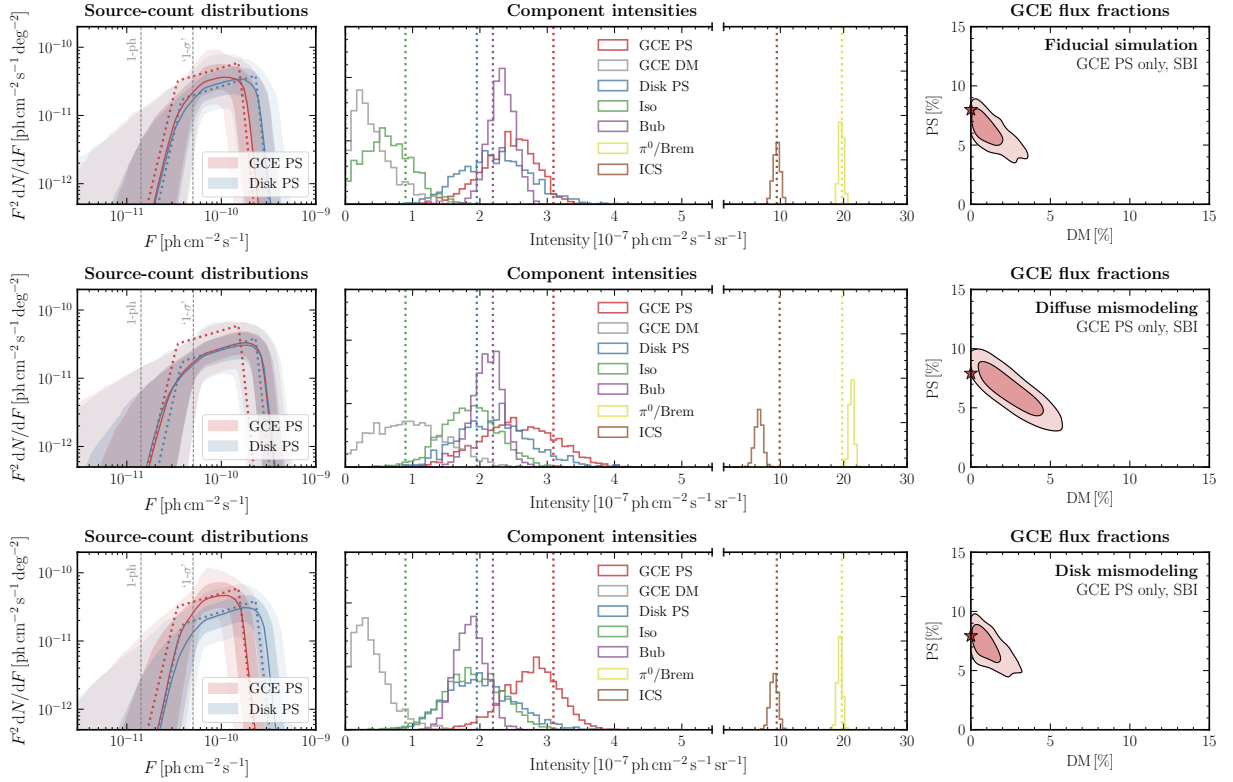 Source-count distributions
Component intensities
GCE flux fractions
F² dN/dF [ph cm⁻² s⁻¹ deg⁻²]
10⁻¹⁰
10⁻¹¹
10⁻¹²
1-ph
'1-σ'
GCE PS
Disk PS
10⁻¹¹ 10⁻¹⁰ 10⁻⁹
F [ph cm⁻² s⁻¹]
GCE PS
GCE DM
Disk PS
Iso
Bub
π⁰/Brem
ICS
0 1 2 3 4 5 10 20 30
Intensity [10⁻⁷ ph cm⁻² s⁻¹ sr⁻¹]
Fiducial simulation
GCE PS only, SBI
PS [%]
15
10
5
0
0 5 10 15
DM [%]
Source-count distributions
Component intensities
GCE flux fractions
F² dN/dF [ph cm⁻² s⁻¹ deg⁻²]
10⁻¹⁰
10⁻¹¹
10⁻¹²
1-ph
'1-σ'
GCE PS
Disk PS
10⁻¹¹ 10⁻¹⁰ 10⁻⁹
F [ph cm⁻² s⁻¹]
GCE PS
GCE DM
Disk PS
Iso
Bub
π⁰/Brem
ICS
0 1 2 3 4 5 10 20 30
Intensity [10⁻⁷ ph cm⁻² s⁻¹ sr⁻¹]
Diffuse mismodeling
GCE PS only, SBI
PS [%]
15
10
5
0
0 5 10 15
DM [%]
Source-count distributions
Component intensities
GCE flux fractions
F² dN/dF [ph cm⁻² s⁻¹ deg⁻²]
10⁻¹⁰
10⁻¹¹
10⁻¹²
1-ph
'1-σ'
GCE PS
Disk PS
10⁻¹¹ 10⁻¹⁰ 10⁻⁹
F [ph cm⁻² s⁻¹]
GCE PS
GCE DM
Disk PS
Iso
Bub
π⁰/Brem
ICS
0 1 2 3 4 5 10 20 30
Intensity [10⁻⁷ ph cm⁻² s⁻¹ sr⁻¹]
Disk mismodeling
GCE PS only, SBI
PS [%]
15
10
5
0
0 5 10 15
DM [%]